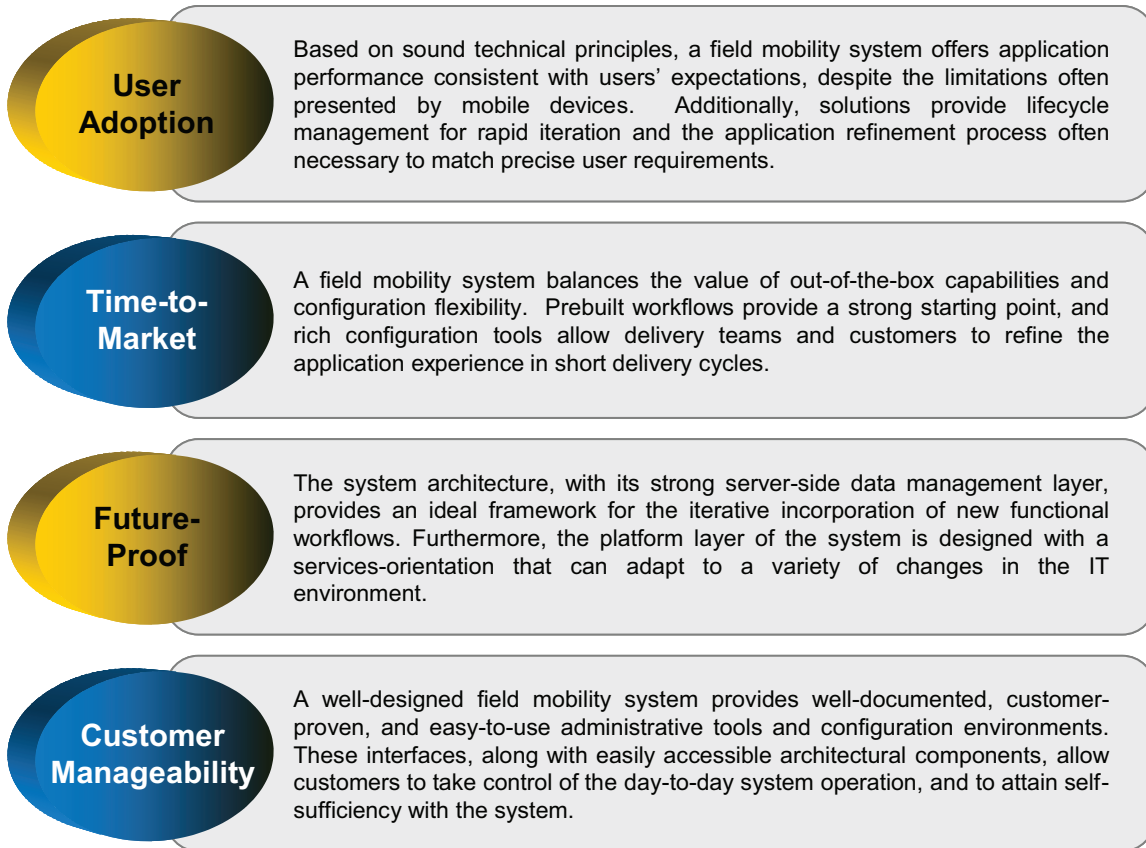 User
Adoption
Based on sound technical principles, a field mobility system offers application
performance consistent with users’ expectations, despite the limitations often
presented by mobile devices.  Additionally, solutions provide lifecycle
management for rapid iteration and the application refinement process often
necessary to match precise user requirements.
Time-to-
Market
A field mobility system balances the value of out-of-the-box capabilities and
configuration flexibility.  Prebuilt workflows provide a strong starting point, and
rich configuration tools allow delivery teams and customers to refine the
application experience in short delivery cycles.
Future-
Proof
The system architecture, with its strong server-side data management layer,
provides an ideal framework for the iterative incorporation of new functional
workflows. Furthermore, the platform layer of the system is designed with a
services-orientation that can adapt to a variety of changes in the IT
environment.
Customer
Manageability
A well-designed field mobility system provides well-documented, customer-
proven, and easy-to-use administrative tools and configuration environments.
These interfaces, along with easily accessible architectural components, allow
customers to take control of the day-to-day system operation, and to attain self-
sufficiency with the system.